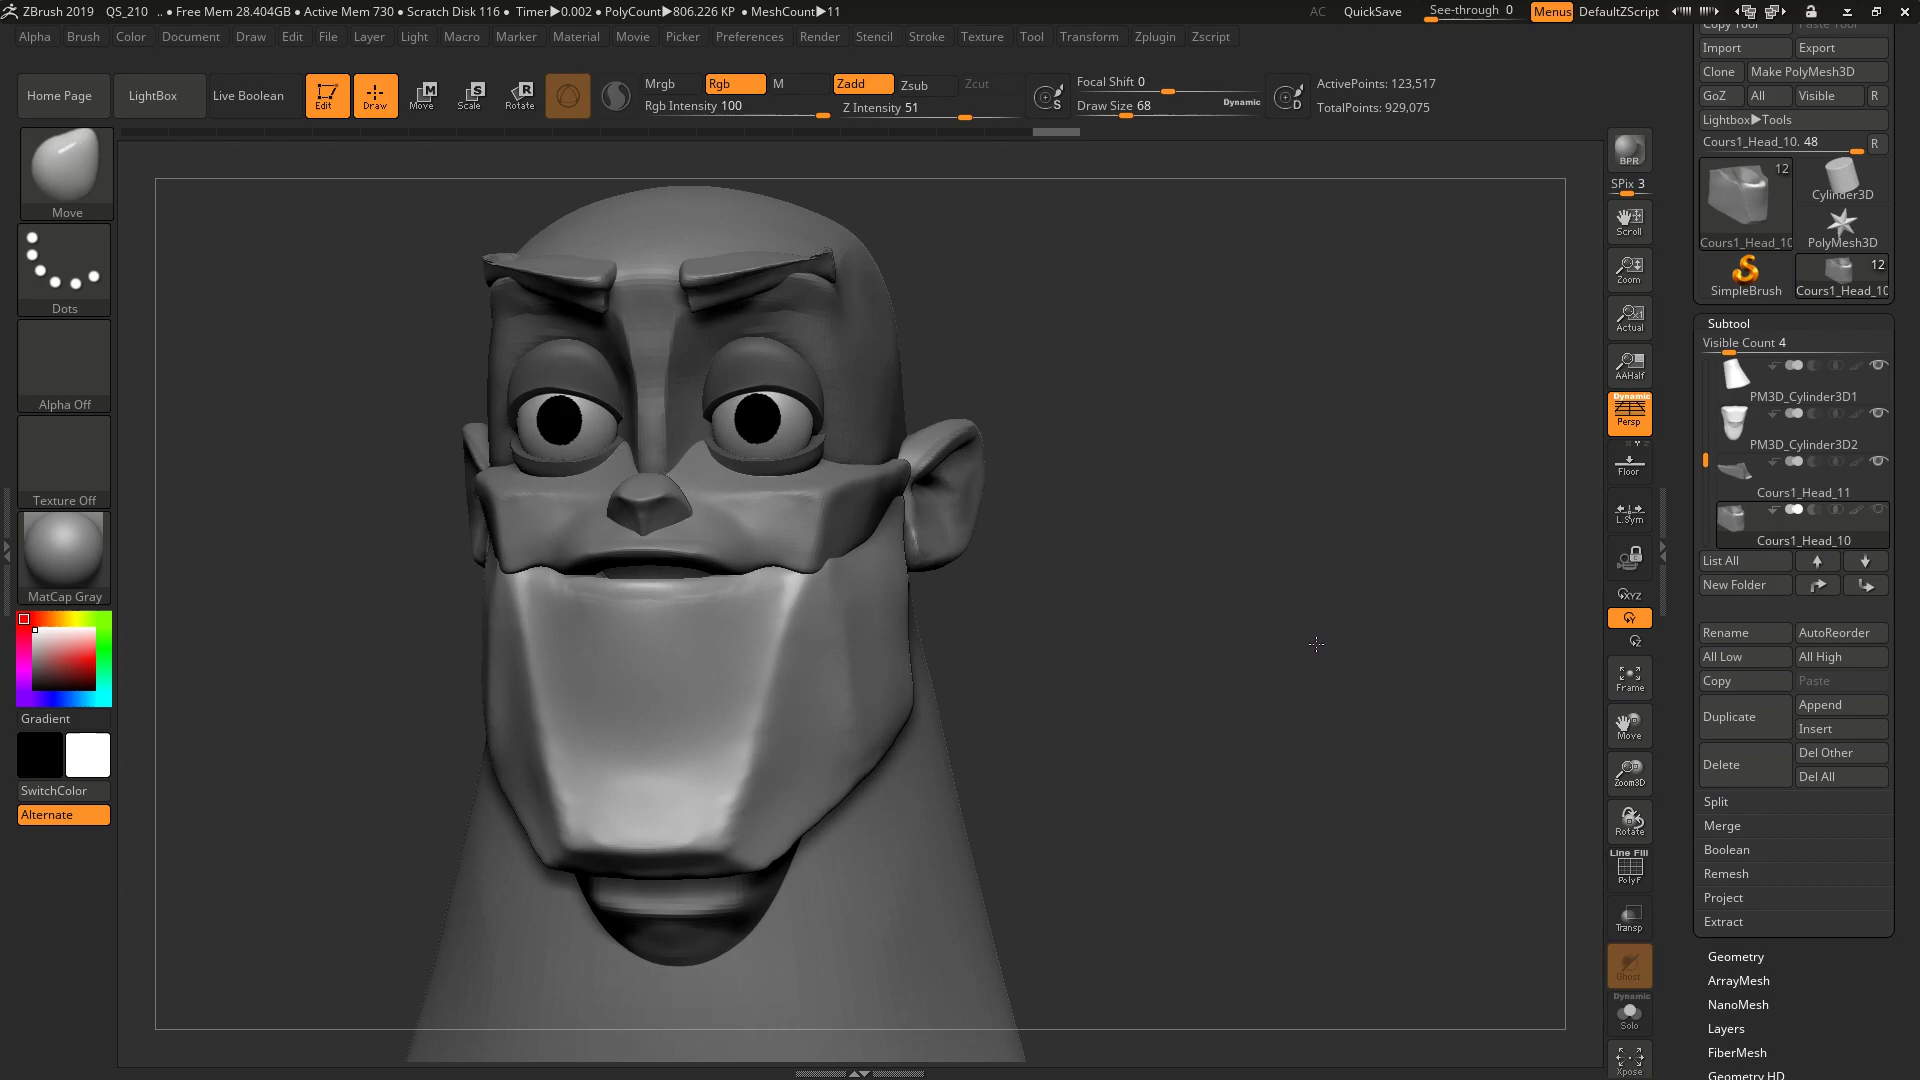 ZBrush 2019 QS_210 .. • Free Mem 28.404GB • Active Mem 730 • Scratch Disk 116 • Timer▶0.002 • PolyCount▶806.226 KP • MeshCount▶11 AC QuickSave See-through 0 Menus DefaultZScript
Alpha Brush Color Document Draw Edit File Layer Light Macro Marker Material Movie Picker Preferences Render Stencil Stroke Texture Tool Transform Zplugin Zscript
Home Page LightBox Live Boolean Edit Draw Move Scale Rotate
Mrgb Rgb M Zadd Zsub Zcut
Rgb Intensity 100 Z Intensity 51
S Focal Shift 0
Draw Size 68 Dynamic D
ActivePoints: 123,517
TotalPoints: 929,075
Move
Dots
Alpha Off
Texture Off
MatCap Gray
Gradient
SwitchColor
Alternate
BPR
SPix 3
Scroll
Zoom
Actual
AAHalf
Dynamic
Persp
Floor
L.Sym
XYZ
Y
Z
Frame
Move
Zoom3D
Rotate
Line Fill
PolyF
Transp
Ghost
Dynamic
Solo
Xpose
Copy Tool Paste Tool
Import Export
Clone Make PolyMesh3D
GoZ All Visible R
Lightbox▶Tools
Cours1_Head_10. 48 R
12
Cylinder3D
Cours1_Head_10 PolyMesh3D
12
SimpleBrush Cours1_Head_10
Subtool
Visible Count 4
PM3D_Cylinder3D1
PM3D_Cylinder3D2
Cours1_Head_11
Cours1_Head_10
List All
New Folder
Rename AutoReorder
All Low All High
Copy Paste
Duplicate Append
Insert
Delete Del Other
Del All
Split
Merge
Boolean
Remesh
Project
Extract
Geometry
ArrayMesh
NanoMesh
Layers
FiberMesh
Geometry HD